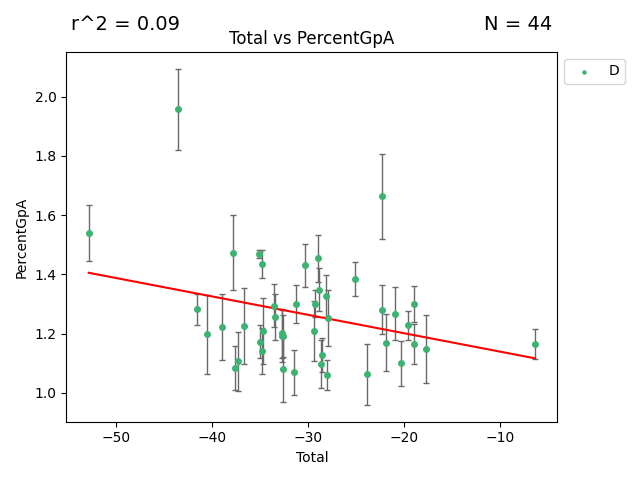 r^2 = 0.09
N = 44
Total vs PercentGpA
D
PercentGpA
2.0
1.8
1.6
1.4
1.2
1.0
−50
−40
−30
−20
−10
Total